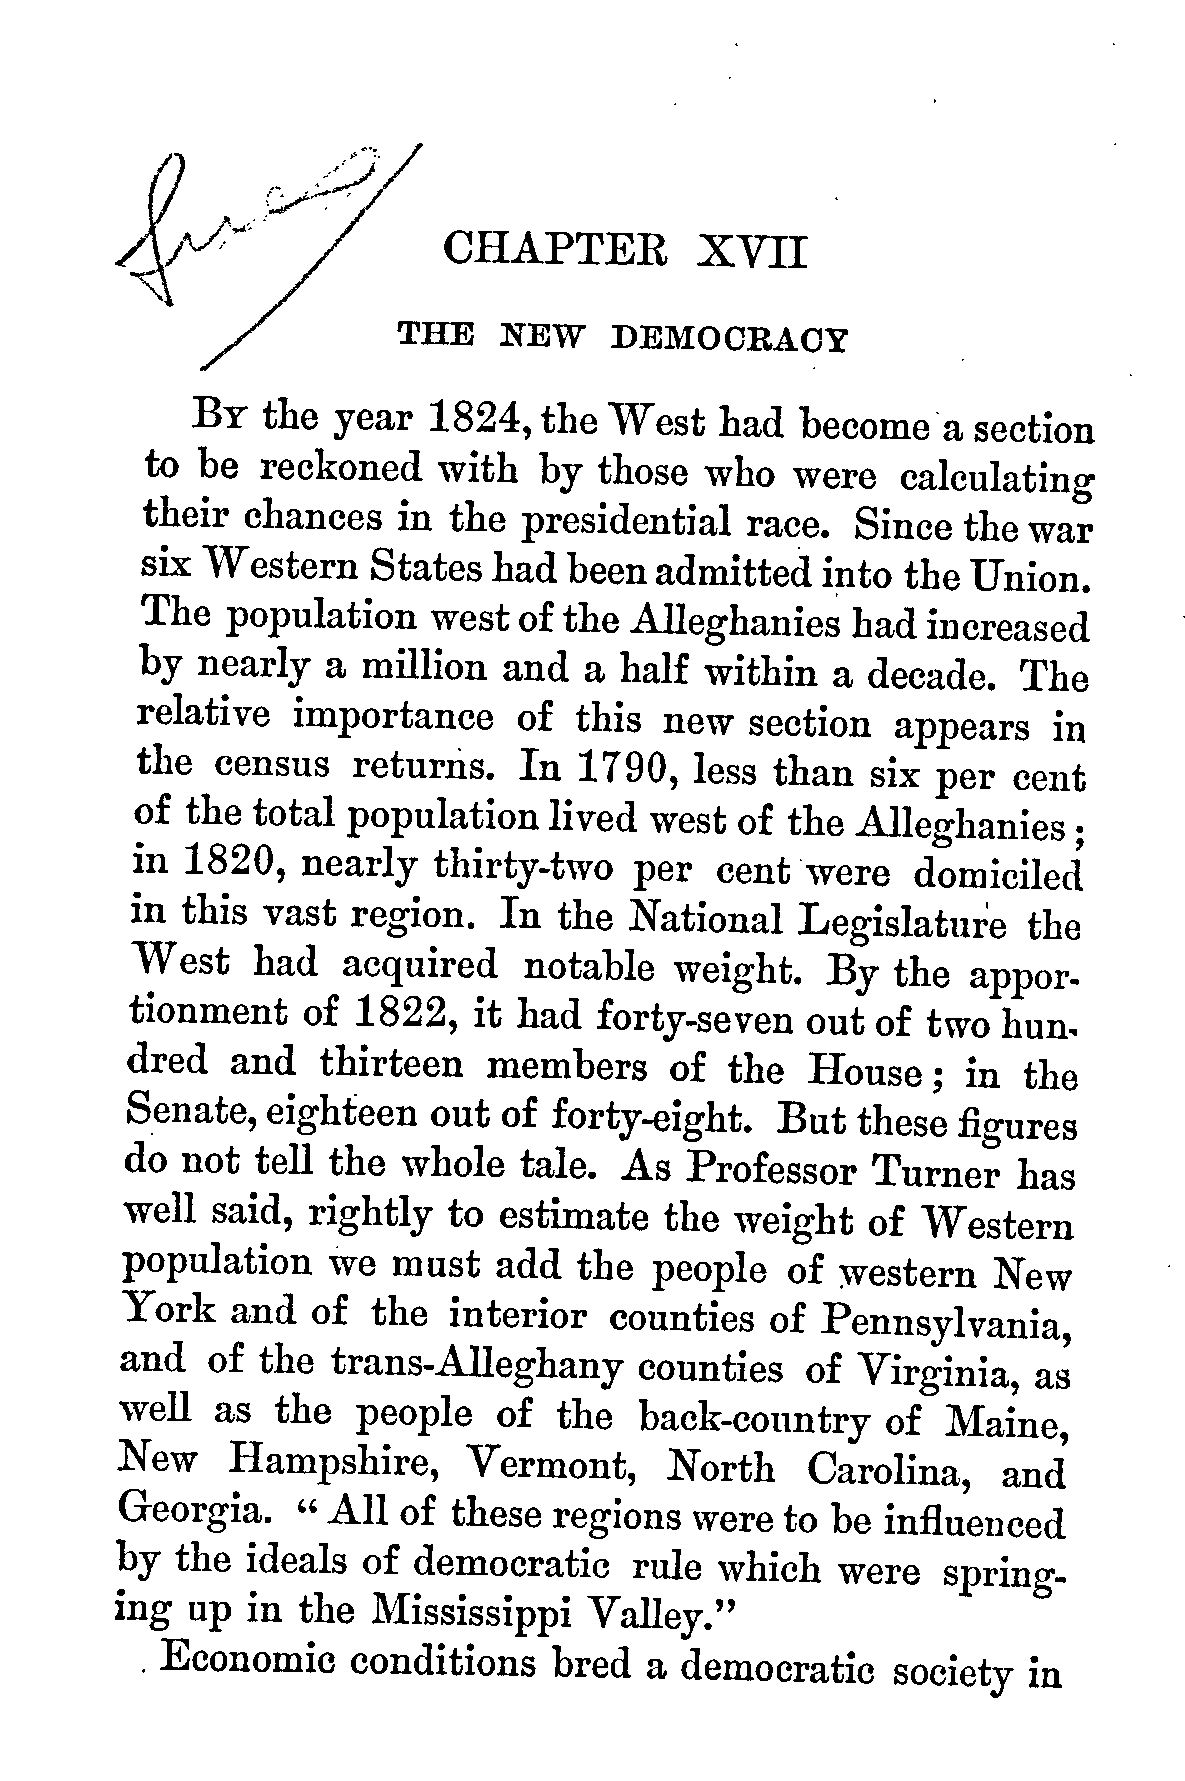 CHAPTER XVII
THE NEW DEMOCRACY
By the year 1824, the West had become a section
to be reckoned with by those who were calculating
their chances in the presidential race. Since the war
six Western States had been admitted into the Union.
The population west of the Alleghanies had increased
by nearly a million and a half within a decade. The
relative importance of this new section appears in
the census returns. In 1790, less than six per cent
of the total population lived west of the Alleghanies;
in 1820, nearly thirty-two per cent were domiciled
in this vast region. In the National Legislature the
West had acquired notable weight. By the appor-
tionment of 1822, it had forty-seven out of two hun-
dred and thirteen members of the House; in the
Senate, eighteen out of forty-eight. But these figures
do not tell the whole tale. As Professor Turner has
well said, rightly to estimate the weight of Western
population we must add the people of western New
York and of the interior counties of Pennsylvania,
and of the trans-Alleghany counties of Virginia, as
well as the people of the back-country of Maine,
New Hampshire, Vermont, North Carolina, and
Georgia. "All of these regions were to be influenced
by the ideals of democratic rule which were spring-
ing up in the Mississippi Valley."
Economic conditions bred a democratic society in